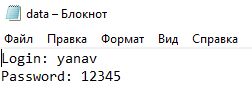 data – Блокнот
Файл Правка Формат Вид Справка
Login: yanav
Password: 12345